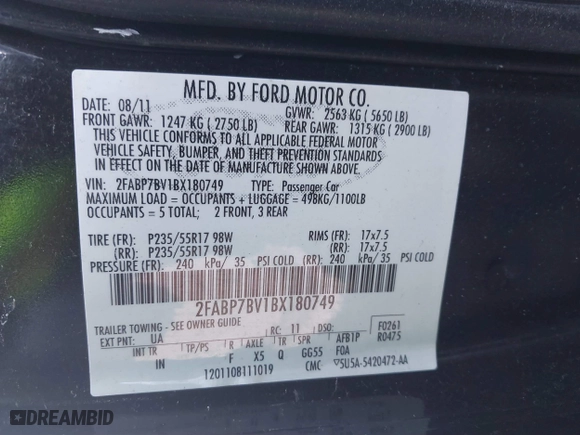 MFD. BY FORD MOTOR CO.
DATE: 08/11 GVWR: 2563 KG ( 5650 LB)
FRONT GAWR: 1247 KG ( 2750 LB) REAR GAWR: 1315 KG ( 2900 LB)
THIS VEHICLE CONFORMS TO ALL APPLICABLE FEDERAL MOTOR
VEHICLE SAFETY, BUMPER, AND THEFT PREVENTION STANDARDS
IN EFFECT ON THE DATE OF MANUFACTURE SHOWN ABOVE.
VIN: 2FABP7BV1BX180749 TYPE: Passenger Car
MAXIMUM LOAD = OCCUPANTS + LUGGAGE = 498KG/1100LB
OCCUPANTS = 5 TOTAL; 2 FRONT, 3 REAR
TIRE (FR): P235/55R17 98W RIMS (FR): 17x7.5
(RR): P235/55R17 98W (RR): 17x7.5
PRESSURE (FR): 240 kPa/ 35 PSI COLD (RR): 240 kPa/ 35 PSI COLD
2FABP7BV1BX180749
TRAILER TOWING - SEE OWNER GUIDE
RC: 11 DSO: F0261
EXT PNT: UA R0475
INT TR TP/PS R AXLE TR SPR AFB1P
IN F X5 Q GG55 FOA
1201108111019 CMC ▽5U5A-5420472-AA
DREAMBID